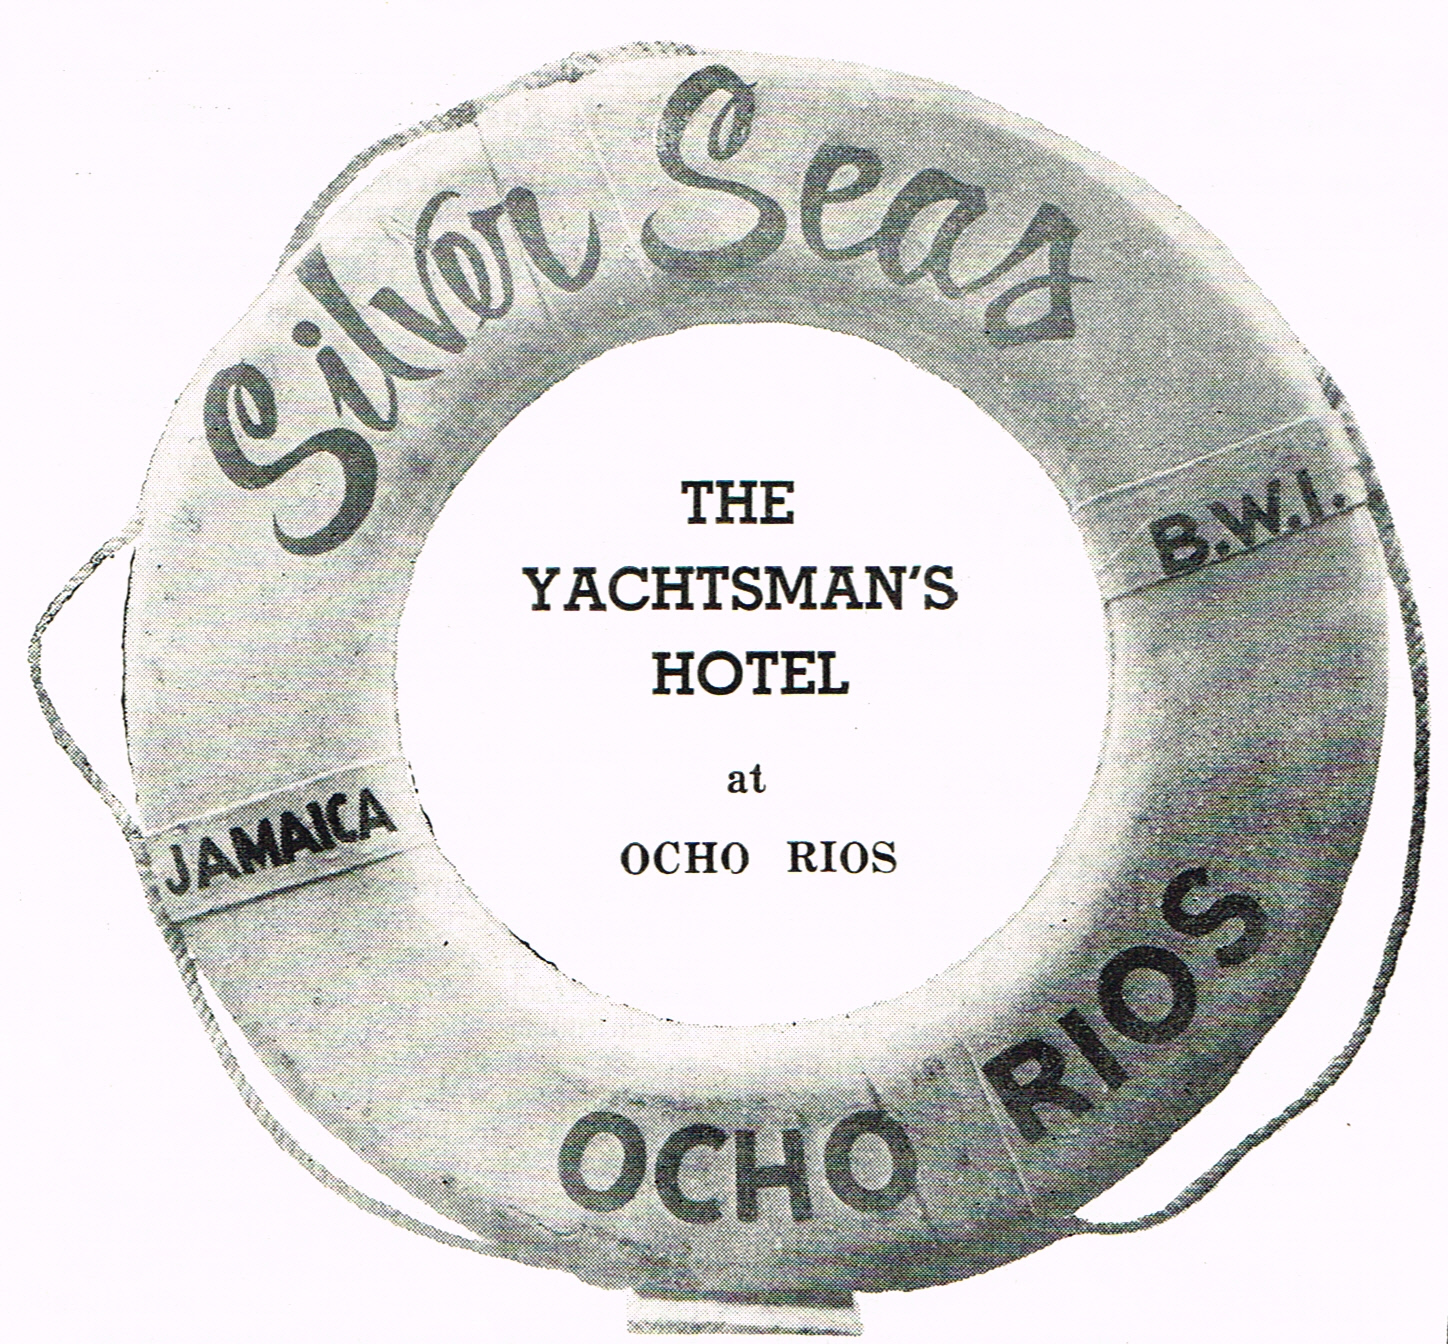 Silver Seas
B.W.I.
THE
YACHTSMAN'S
HOTEL
at
OCHO RIOS
JAMAICA
OCHO RIOS